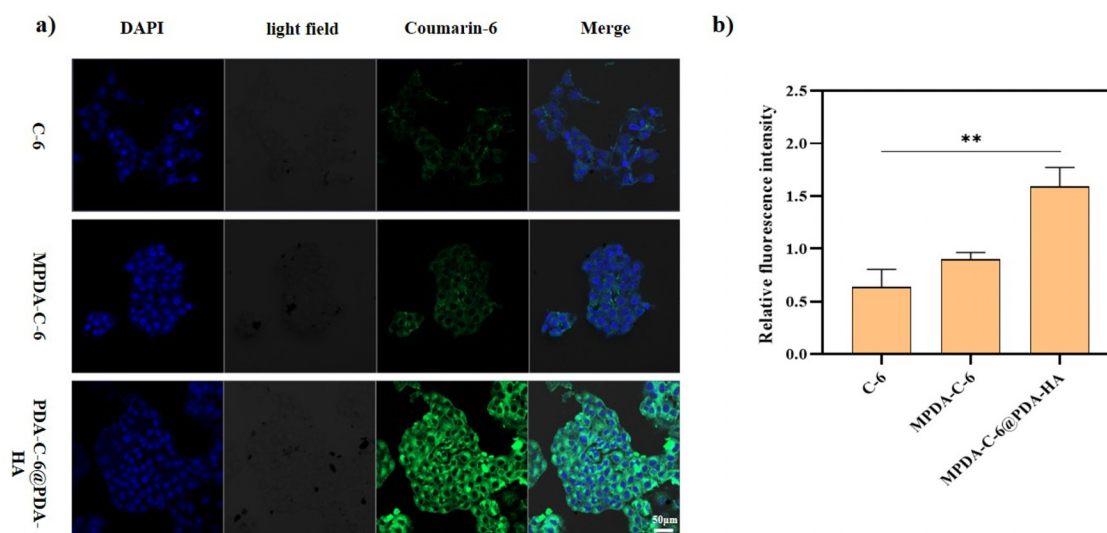 a)
DAPI
light field
Coumarin-6
Merge
C-6
MPDA-C-6
PDA-C-6@PDA-
HA
50μm
b)
Relative fluorescence intensity
2.5
2.0
1.5
1.0
0.5
0.0
**
C-6
MPDA-C-6
MPDA-C-6@PDA-HA